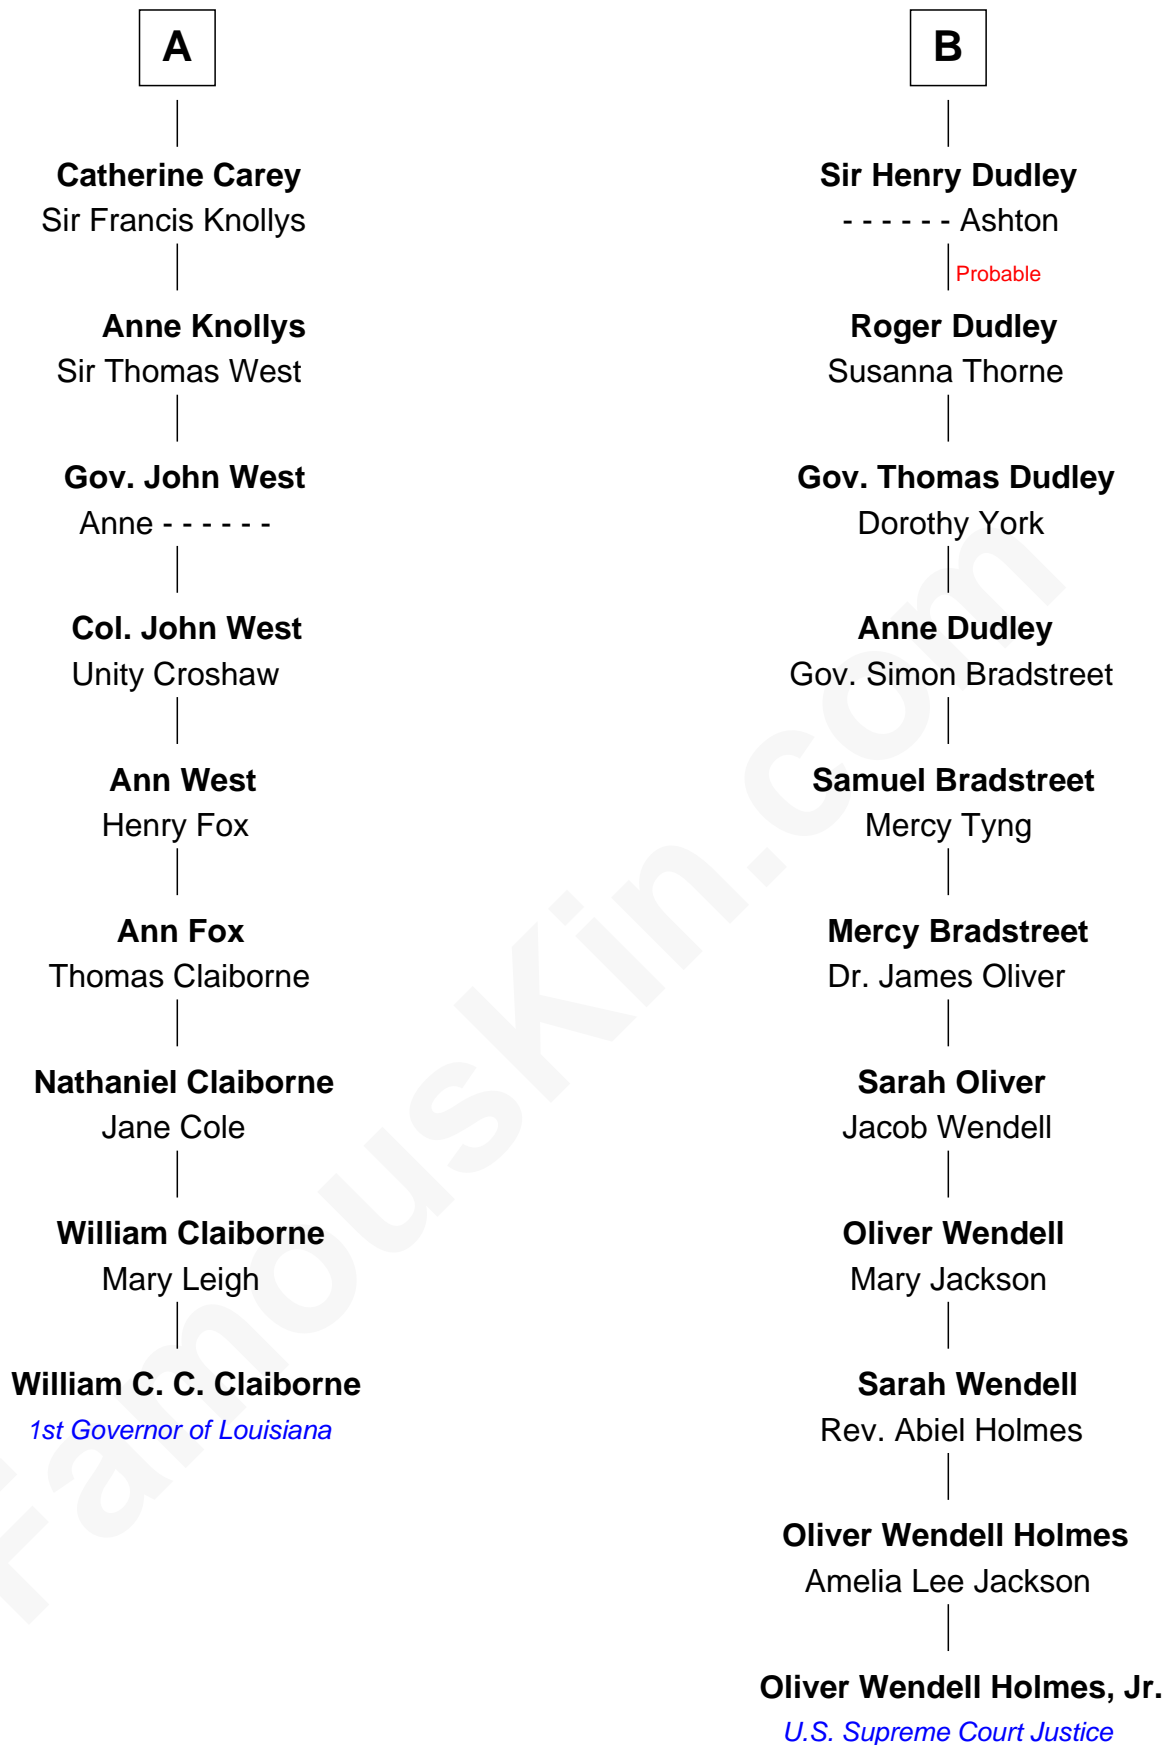 A
Catherine Carey
Sir Francis Knollys
Anne Knollys
Sir Thomas West
Gov. John West
Anne - - - - - -
Col. John West
Unity Croshaw
Ann West
Henry Fox
Ann Fox
Thomas Claiborne
Nathaniel Claiborne
Jane Cole
William Claiborne
Mary Leigh
William C. C. Claiborne
1st Governor of Louisiana
B
Sir Henry Dudley
- - - - - - Ashton
Probable
Roger Dudley
Susanna Thorne
Gov. Thomas Dudley
Dorothy York
Anne Dudley
Gov. Simon Bradstreet
Samuel Bradstreet
Mercy Tyng
Mercy Bradstreet
Dr. James Oliver
Sarah Oliver
Jacob Wendell
Oliver Wendell
Mary Jackson
Sarah Wendell
Rev. Abiel Holmes
Oliver Wendell Holmes
Amelia Lee Jackson
Oliver Wendell Holmes, Jr.
U.S. Supreme Court Justice
FamousKin.com